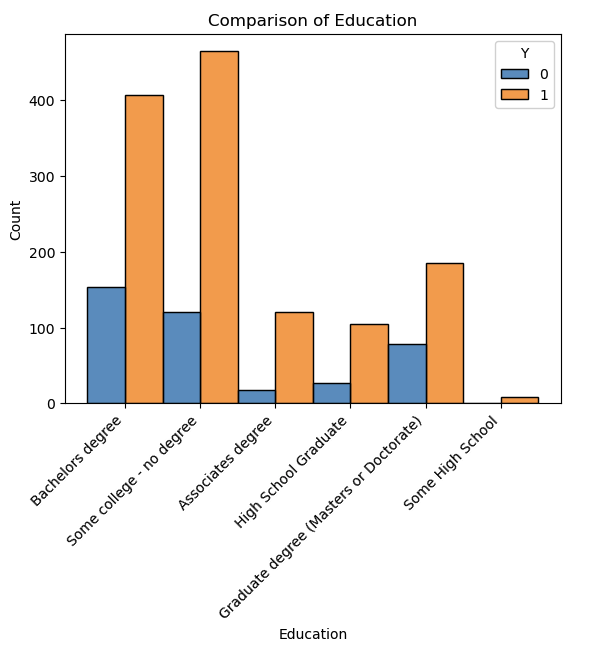 Comparison of Education
Y
0
1
Count
400
300
200
100
0
Bachelors degree
Some college - no degree
Associates degree
High School Graduate
Graduate degree (Masters or Doctorate)
Some High School
Education